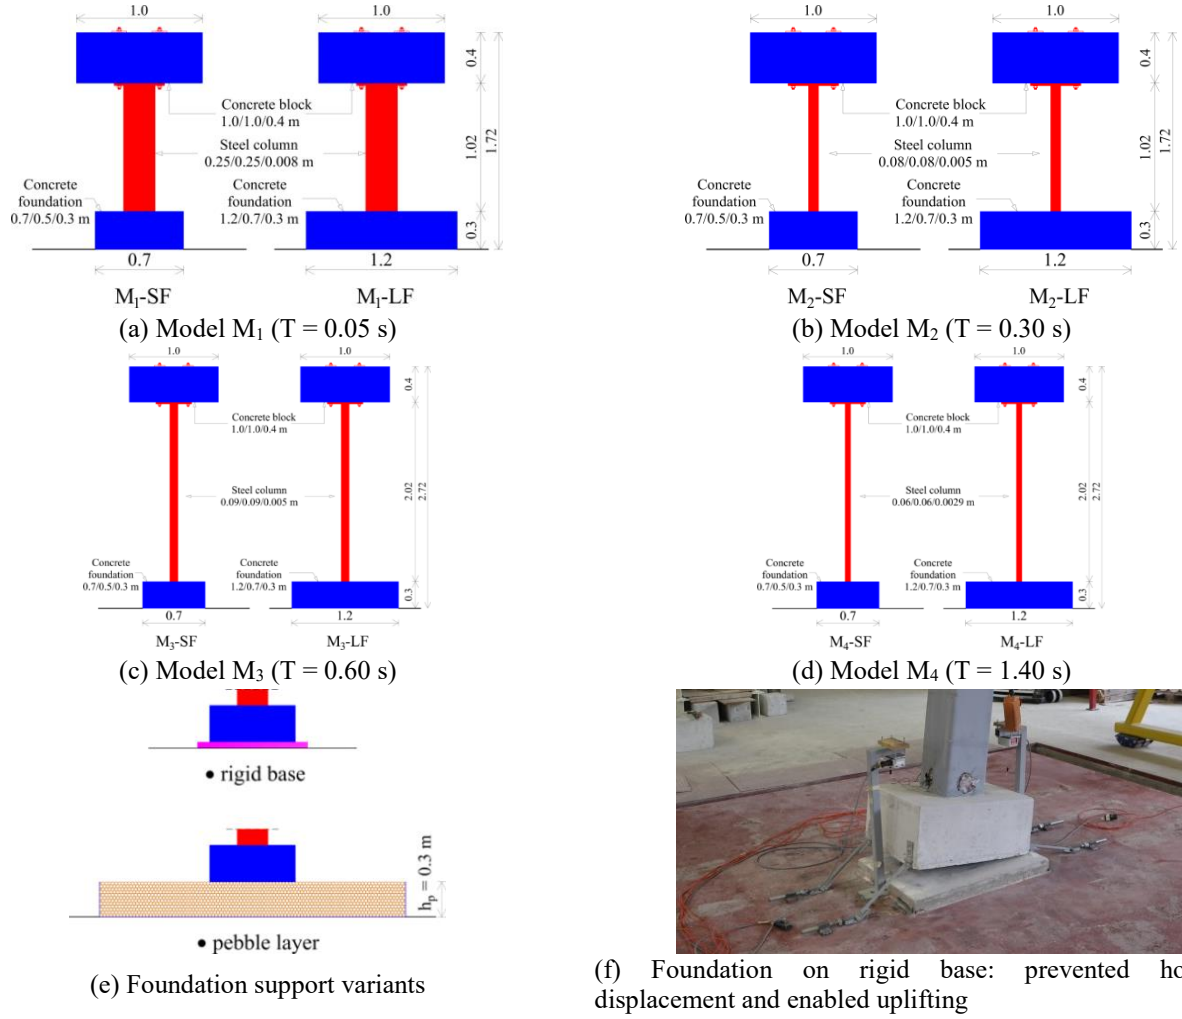 1.0
1.0
Concrete block
1.0/1.0/0.4 m
Steel column
0.25/0.25/0.008 m
Concrete
foundation
0.7/0.5/0.3 m
Concrete
foundation
1.2/0.7/0.3 m
0.4
1.02
1.72
0.3
0.7
1.2
M₁-SF
M₁-LF
(a) Model M₁ (T = 0.05 s)
1.0
1.0
Concrete block
1.0/1.0/0.4 m
Steel column
0.08/0.08/0.005 m
Concrete
foundation
0.7/0.5/0.3 m
Concrete
foundation
1.2/0.7/0.3 m
0.4
1.02
1.72
0.3
0.7
1.2
M₂-SF
M₂-LF
(b) Model M₂ (T = 0.30 s)
1.0
1.0
Concrete block
1.0/1.0/0.4 m
Steel column
0.09/0.09/0.005 m
Concrete
foundation
0.7/0.5/0.3 m
Concrete
foundation
1.2/0.7/0.3 m
0.4
2.02
2.72
0.3
0.7
1.2
M₃-SF
M₃-LF
(c) Model M₃ (T = 0.60 s)
1.0
1.0
Concrete block
1.0/1.0/0.4 m
Steel column
0.06/0.06/0.0029 m
Concrete
foundation
0.7/0.5/0.3 m
Concrete
foundation
1.2/0.7/0.3 m
0.4
2.02
2.72
0.3
0.7
1.2
M₄-SF
M₄-LF
(d) Model M₄ (T = 1.40 s)
• rigid base
hₚ = 0.3 m
• pebble layer
(e) Foundation support variants
(f) Foundation on rigid base: prevented ho
displacement and enabled uplifting